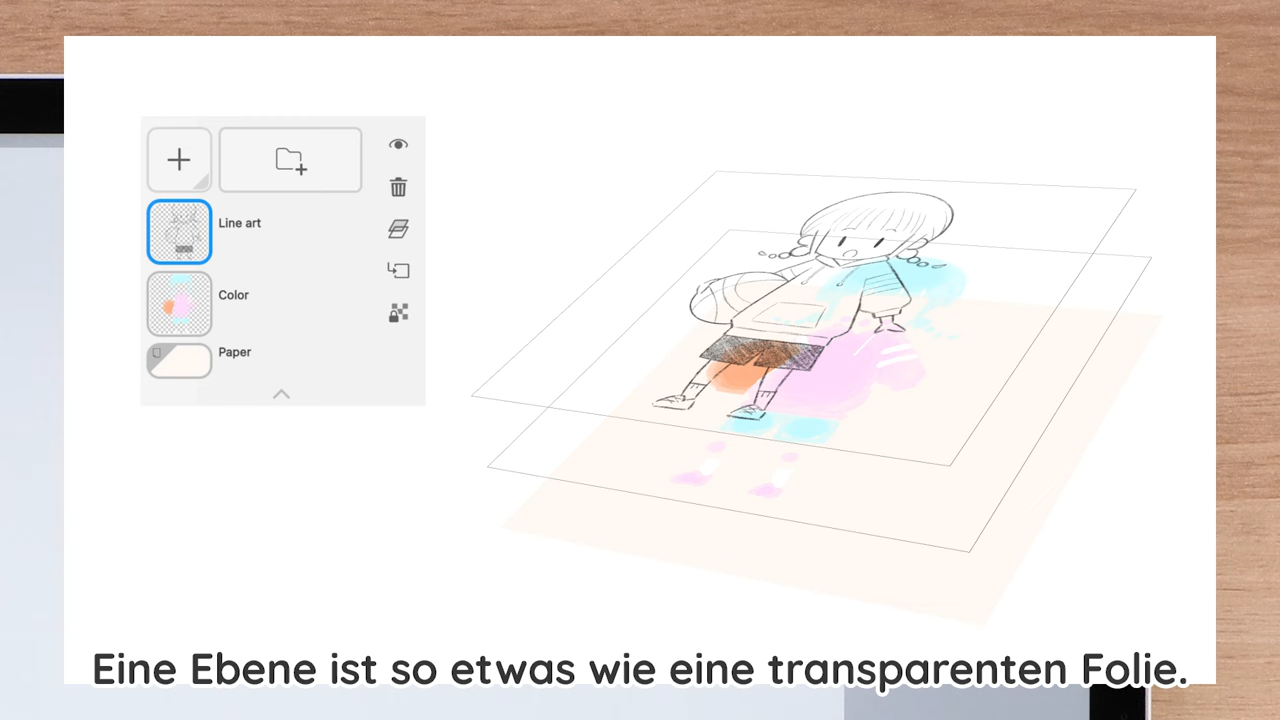 Line art
Color
Paper
Eine Ebene ist so etwas wie eine transparenten Folie.